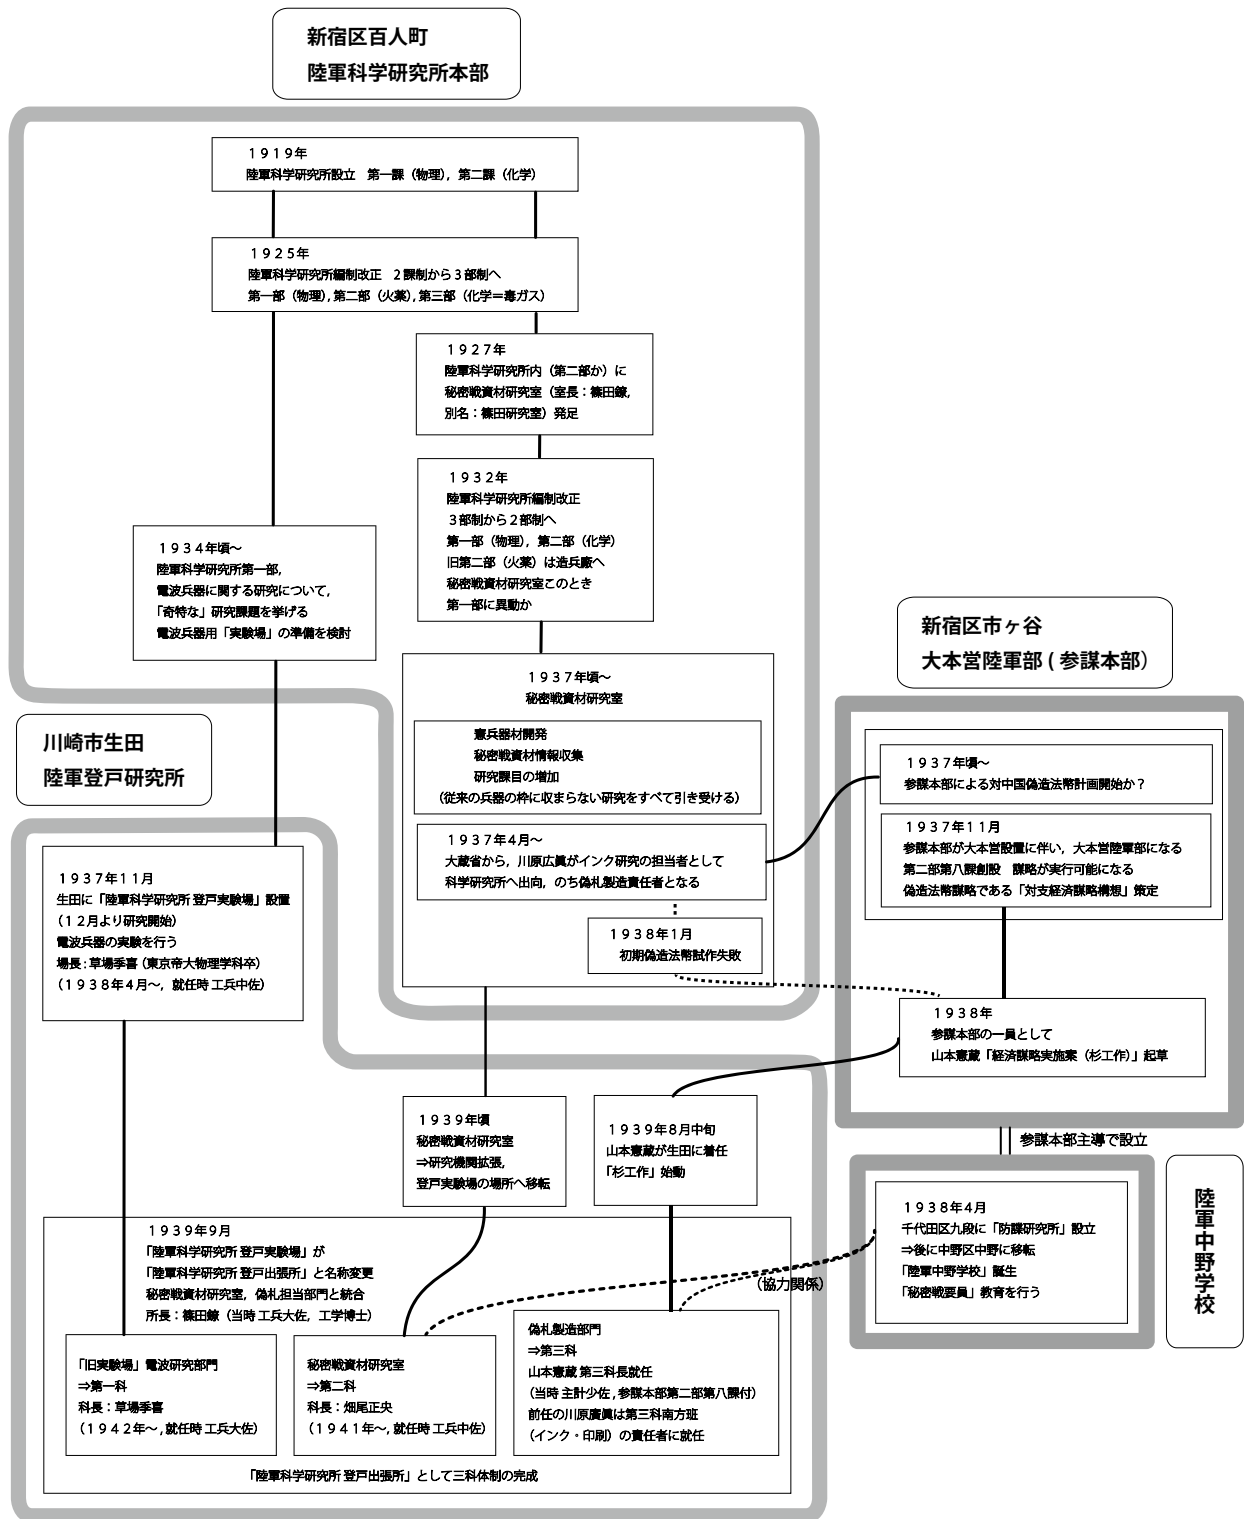 新宿区百人町
陸軍科学研究所本部
１９１９年
陸軍科学研究所設立　第一課（物理），第二課（化学）
１９２５年
陸軍科学研究所編制改正　２課制から３部制へ
第一部（物理），第二部（火薬），第三部（化学＝毒ガス）
１９２７年
陸軍科学研究所内（第二部か）に
秘密戦資材研究室（室長：篠田鐐，
別名：篠田研究室）発足
１９３２年
陸軍科学研究所編制改正
３部制から２部制へ
第一部（物理），第二部（化学）
旧第二部（火薬）は造兵廠へ
秘密戦資材研究室このとき
第一部に異動か
１９３４年頃～
陸軍科学研究所第一部，
電波兵器に関する研究について，
「奇特な」研究課題を挙げる
電波兵器用「実験場」の準備を検討
１９３７年頃～
秘密戦資材研究室
憲兵器材開発
秘密戦資材情報収集
研究課目の増加
（従来の兵器の枠に収まらない研究をすべて引き受ける）
１９３７年４月～
大蔵省から，川原広眞がインク研究の担当者として
科学研究所へ出向，のち偽札製造責任者となる
１９３８年１月
初期偽造法幣試作失敗
新宿区市ヶ谷
大本営陸軍部 ( 参謀本部）
１９３７年頃～
参謀本部による対中国偽造法幣計画開始か？
１９３７年１１月
参謀本部が大本営設置に伴い，大本営陸軍部になる
第二部第八課創設　謀略が実行可能になる
偽造法幣謀略である「対支経済謀略構想」策定
１９３８年
参謀本部の一員として
山本憲蔵「経済謀略実施案（杉工作）」起草
参謀本部主導で設立
陸軍中野学校
１９３８年４月
千代田区九段に「防諜研究所」設立
⇒後に中野区中野に移転
「陸軍中野学校」誕生
「秘密戦要員」教育を行う
川崎市生田
陸軍登戸研究所
１９３７年１１月
生田に「陸軍科学研究所 登戸実験場」設置
（１２月より研究開始）
電波兵器の実験を行う
場長：草場季喜（東京帝大物理学科卒）
（１９３８年４月～，就任時 工兵中佐）
１９３９年頃
秘密戦資材研究室
⇒研究機関拡張，
登戸実験場の場所へ移転
１９３９年８月中旬
山本憲蔵が生田に着任
「杉工作」始動
１９３９年９月
「陸軍科学研究所 登戸実験場」が
「陸軍科学研究所 登戸出張所」と名称変更
秘密戦資材研究室，偽札担当部門と統合
所長：篠田鐐（当時 工兵大佐，工学博士）
（協力関係）
「旧実験場」電波研究部門
⇒第一科
科長：草場季喜
（１９４２年～，就任時 工兵大佐）
秘密戦資材研究室
⇒第二科
科長：畑尾正央
（１９４１年～，就任時 工兵中佐）
偽札製造部門
⇒第三科
山本憲蔵 第三科長就任
（当時 主計少佐，参謀本部第二部第八課付）
前任の川原廣眞は第三科南方班
（インク・印刷）の責任者に就任
「陸軍科学研究所 登戸出張所」として三科体制の完成